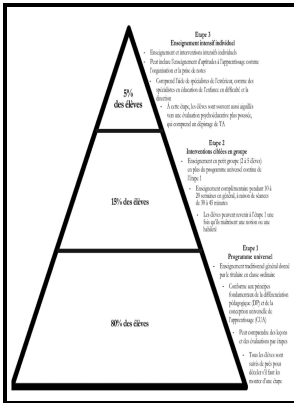 Étape 3
Enseignement intensif individuel
- Enseignement et interventions intensifs individuels
- Peut inclure l'enseignement d'aptitudes à l'apprentissage comme
l'organisation et la prise de notes
- Comprend l'aide de spécialistes de l'extérieur, comme des
spécialistes en éducation de l'enfance en difficulté et la
direction
- À cette étape, les élèves sont souvent aussi aiguillés
vers une évaluation psychoéducative plus poussée,
qui comprend un dépistage de TA
5%
des élèves
Étape 2
Interventions ciblées en groupe
- Enseignement en petit groupe (2 à 5 élèves)
en plus du programme universel continu de
l'étape 1
- Enseignement complémentaire pendant 10 à
20 semaines en général, à raison de séances
de 30 à 45 minutes
- Les élèves peuvent revenir à l'étape 1 une
fois qu'ils maîtrisent une notion ou une
habileté
15% des élèves
Étape 1
Programme universel
- Enseignement traditionnel général donné
par le titulaire en classe ordinaire
- Conforme aux principes
fondamentaux de la différenciation
pédagogique (DP) et de la
conception universelle de
l'apprentissage (CUA)
- Peut comprendre des leçons
et des évaluations par étapes
- Tous les élèves sont
suivis de près pour
déceler s'il faut les
monter d'une étape
80% des élèves